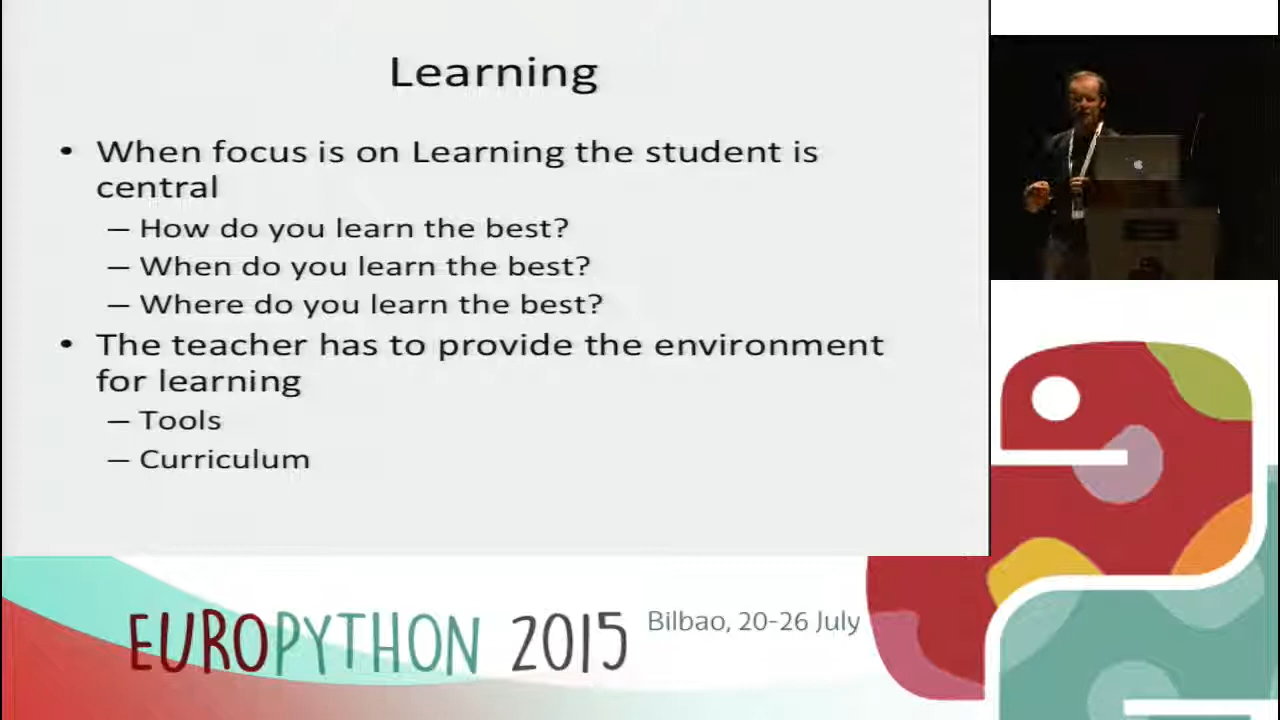 Learning
• When focus is on Learning the student is
central
– How do you learn the best?
– When do you learn the best?
– Where do you learn the best?
• The teacher has to provide the environment
for learning
– Tools
– Curriculum
EUROPYTHON 2015
Bilbao, 20-26 July